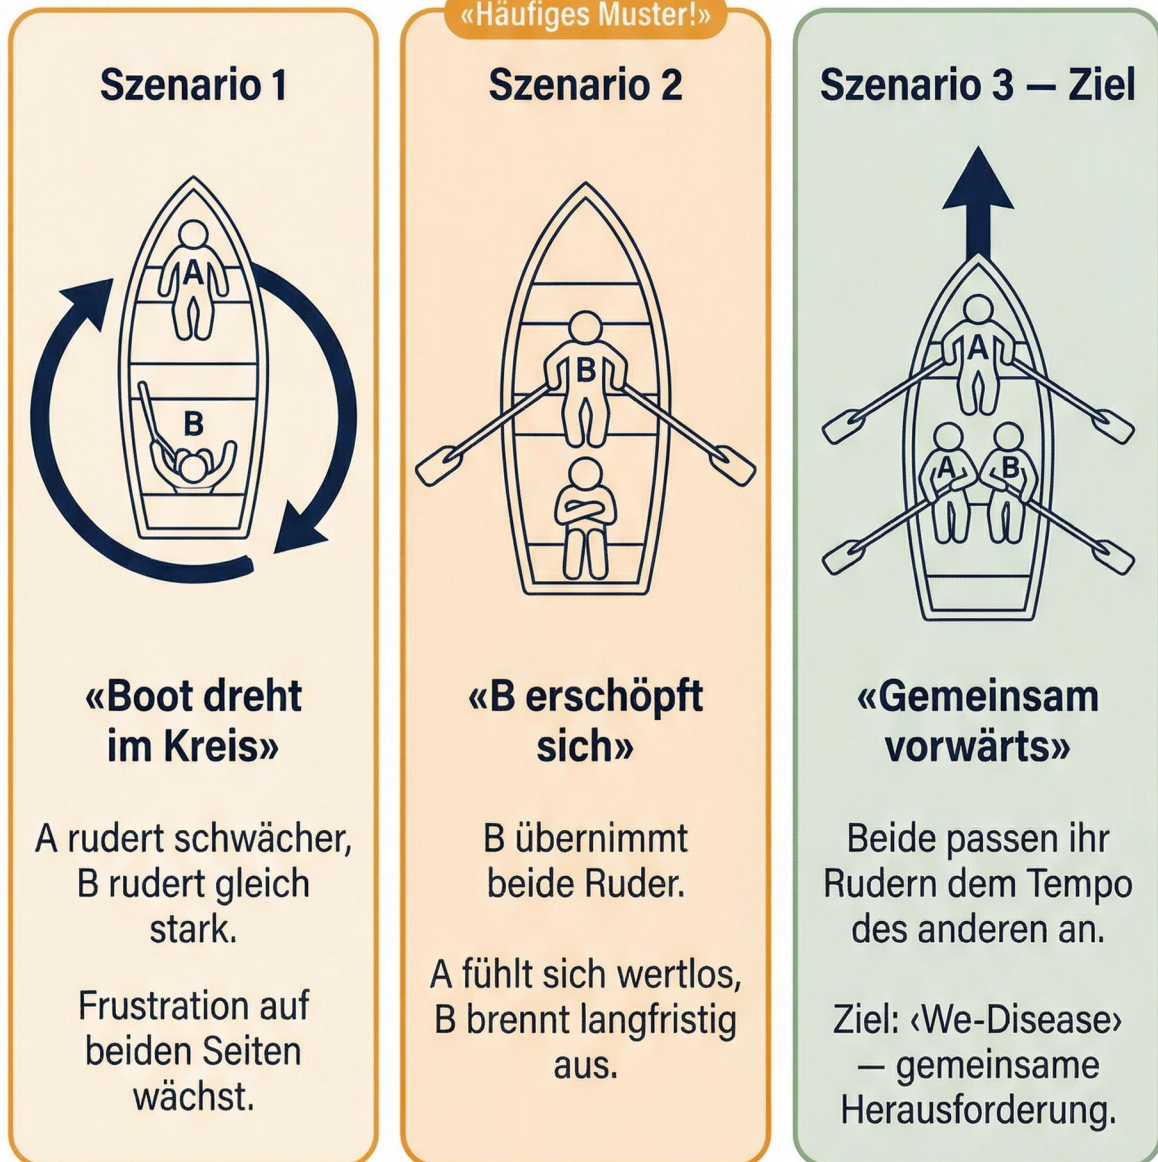 Szenario 1
A
B
«Boot dreht
im Kreis»
A rudert schwächer,
B rudert gleich
stark.
Frustration auf
beiden Seiten
wächst.
«Häufiges Muster!»
Szenario 2
B
«B erschöpft
sich»
B übernimmt
beide Ruder.
A fühlt sich wertlos,
B brennt langfristig
aus.
Szenario 3 — Ziel
A
A B
«Gemeinsam
vorwärts»
Beide passen ihr
Rudern dem Tempo
des anderen an.
Ziel: ‹We-Disease›
— gemeinsame
Herausforderung.